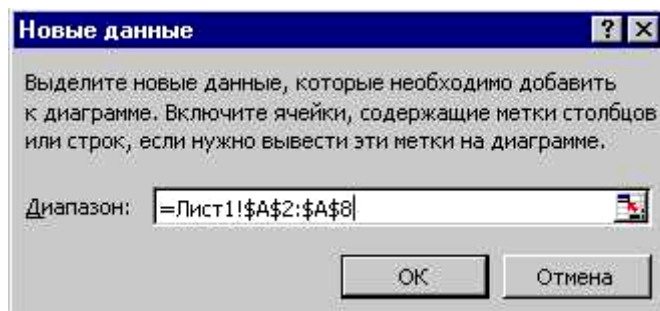 Новые данные
Выделите новые данные, которые необходимо добавить
к диаграмме. Включите ячейки, содержащие метки столбцов
или строк, если нужно вывести эти метки на диаграмме.
Диапазон: =Лист1!$A$2:$A$8
ОК Отмена